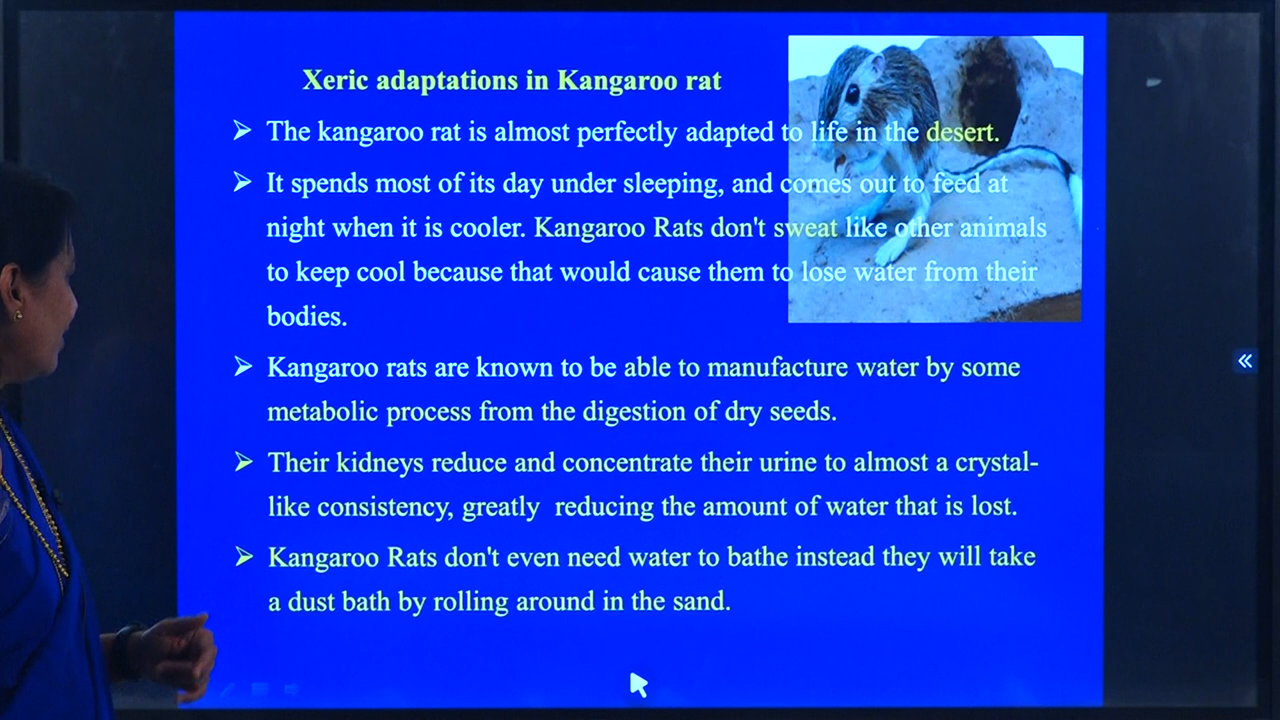 Xeric adaptations in Kangaroo rat
➢ The kangaroo rat is almost perfectly adapted to life in the desert.
➢ It spends most of its day under sleeping, and comes out to feed at
night when it is cooler. Kangaroo Rats don't sweat like other animals
to keep cool because that would cause them to lose water from their
bodies.
➢ Kangaroo rats are known to be able to manufacture water by some
metabolic process from the digestion of dry seeds.
➢ Their kidneys reduce and concentrate their urine to almost a crystal-
like consistency, greatly  reducing the amount of water that is lost.
➢ Kangaroo Rats don't even need water to bathe instead they will take
a dust bath by rolling around in the sand.